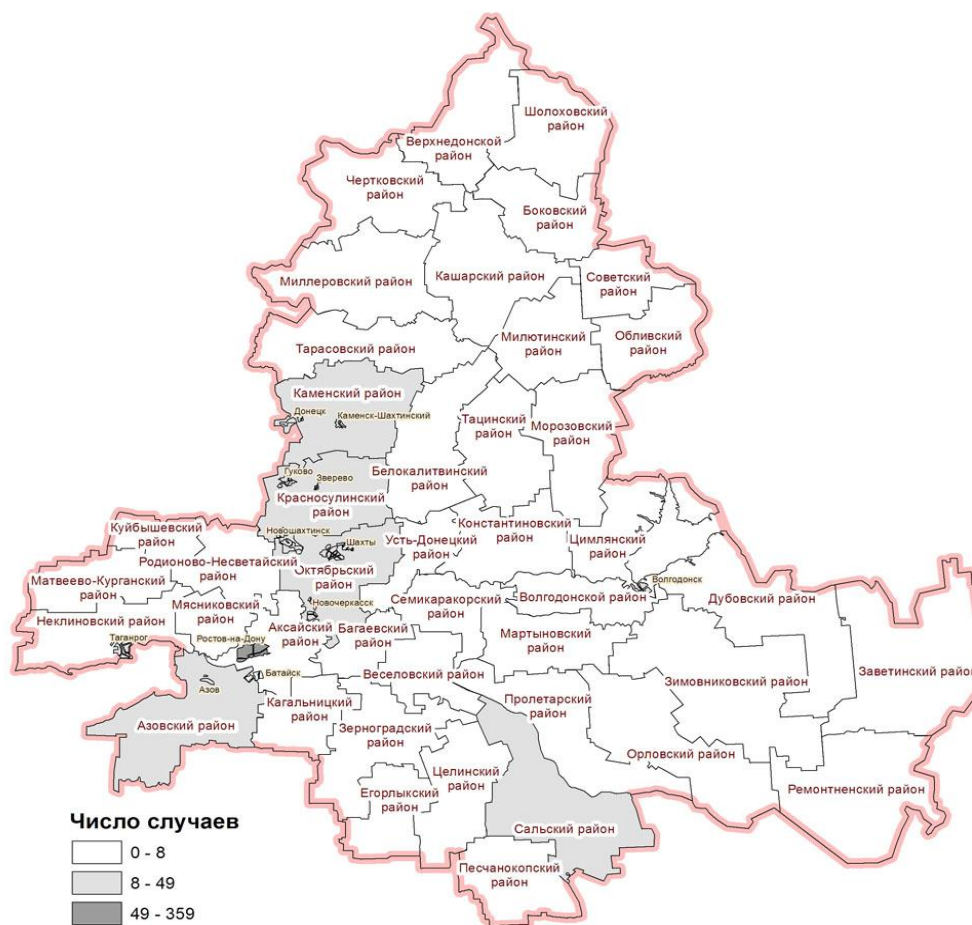 Шолоховский
район
Верхнедонской
район
Чертковский
район
Боковский
район
Советский
район
Миллеровский район
Кашарский район
Обливский
район
Милютинский
район
Тарасовский район
Каменский район
Донецк
Каменск-Шахтинский
Тацинский
район
Морозовский
район
Белокалитвинский
район
Гуково
Зверево
Красносулинский
район
Куйбышевский
район
Новошахтинск
Шахты
Усть-Донецкий
район
Константиновский
район
Цимлянский
район
Родионово-Несветайский
район
Октябрьский
район
Матвеево-Курганский
район
Волгодонск
Дубовский район
Мясниковский
район
Новочеркасск
Семикаракорский
район
Волгодонской район
Неклиновский район
Аксайский
район
Багаевский
район
Мартыновский
район
Таганрог
Ростов-на-Дону
Батайск
Веселовский район
Зимовниковский район
Заветинский район
Азов
Азовский район
Кагальницкий
район
Пролетарский
район
Зерноградский
район
Орловский район
Целинский
район
Егорлыкский
район
Ремонтненский район
Сальский район
Песчанокопский
район
Число случаев
0 - 8
8 - 49
49 - 359